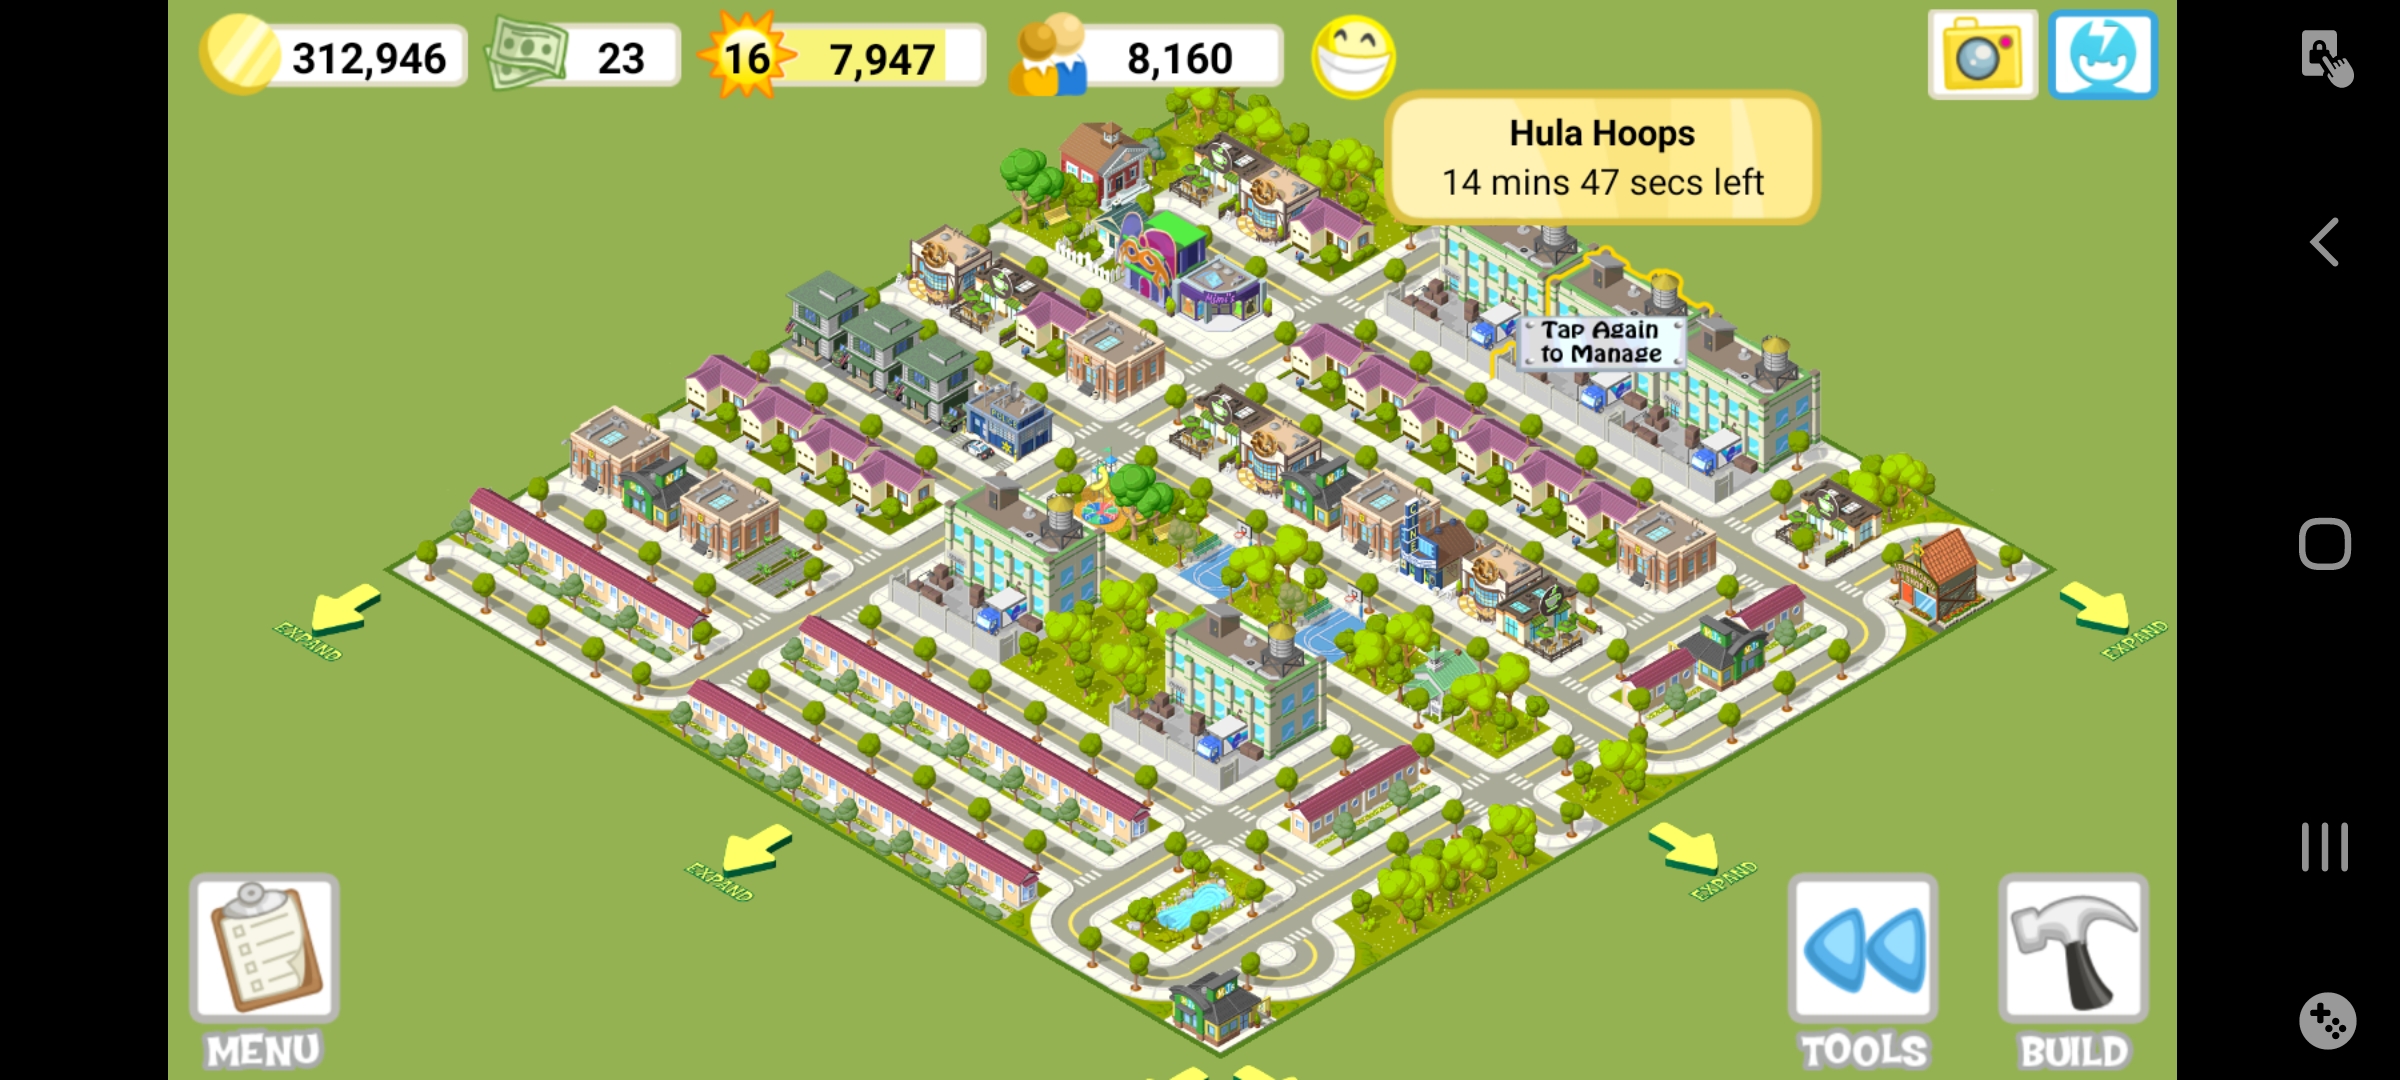 312,946
23
16
7,947
8,160
Hula Hoops
14 mins 47 secs left
Tap Again
to Manage
Mimi's
EXPAND
EXPAND
EXPAND
EXPAND
MENU
TOOLS
BUILD